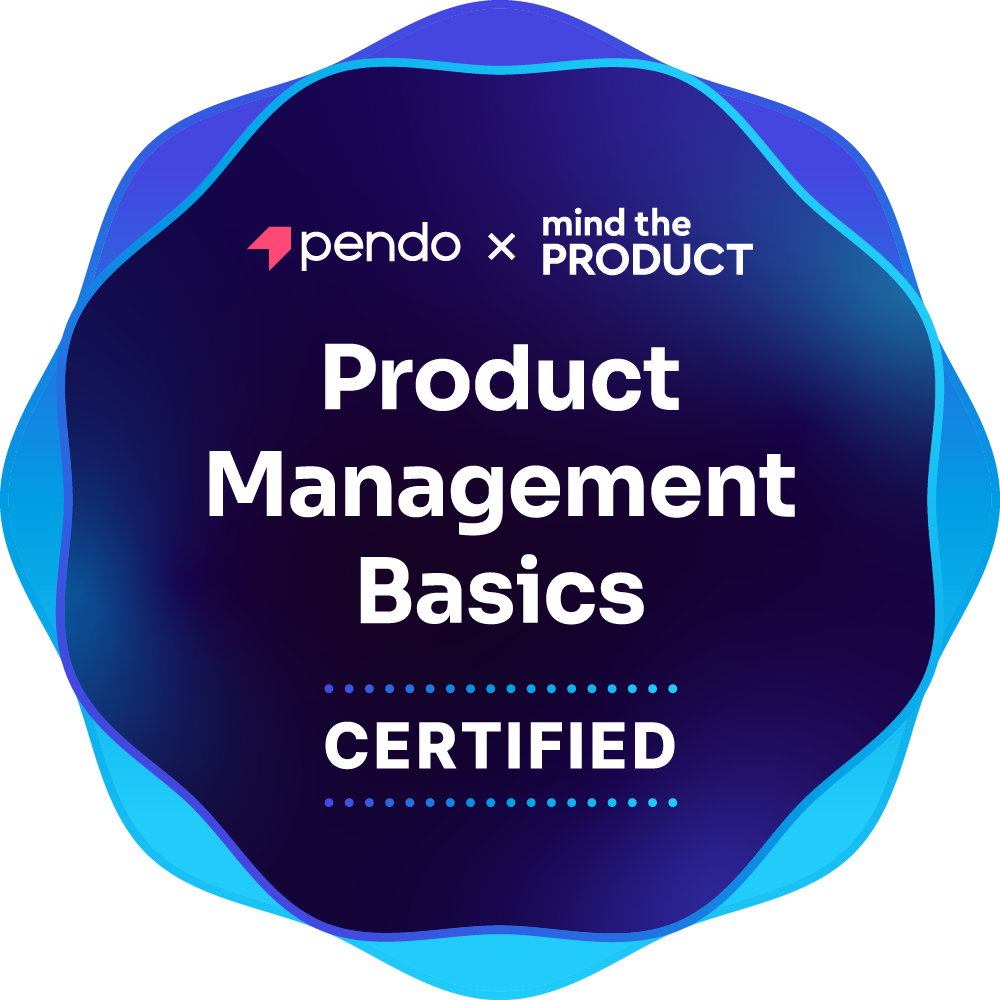 pendo × mind the PRODUCT
Product
Management
Basics
CERTIFIED